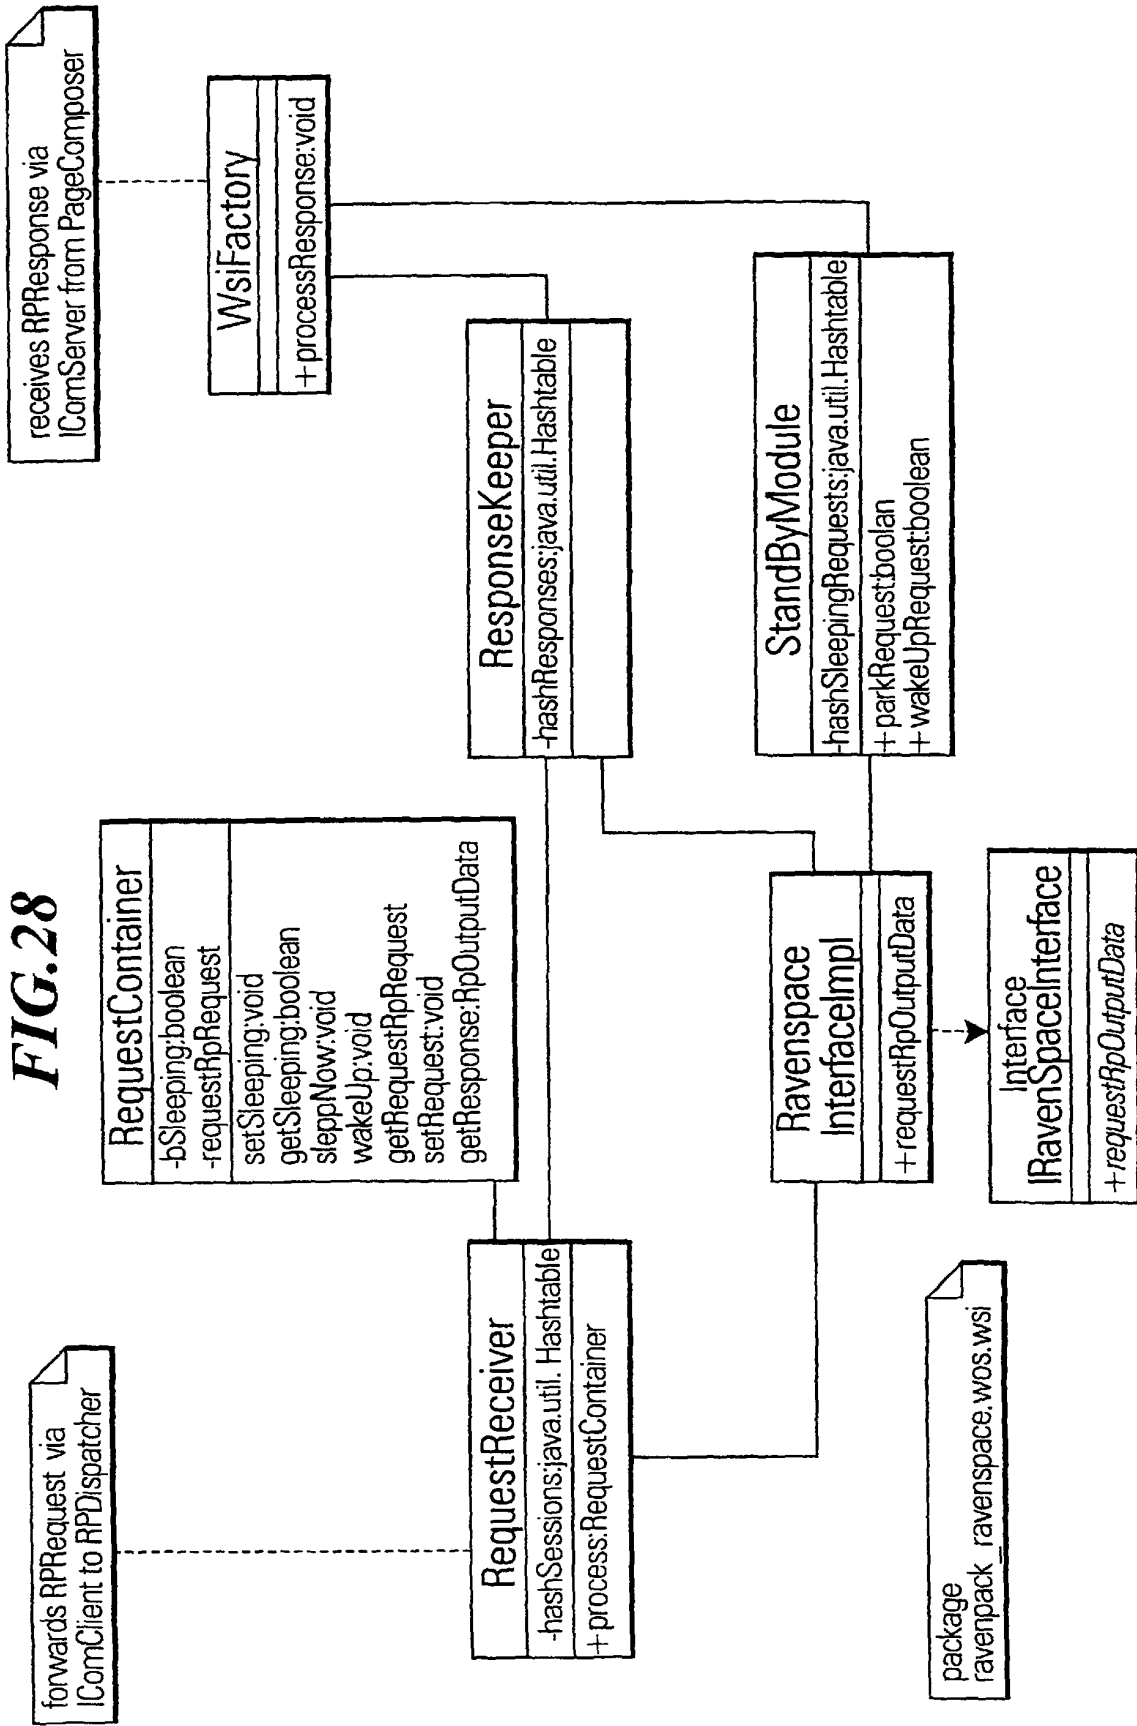 FIG.28
forwards RPRequest via
IComClient to RPDispatcher
receives RPResponse via
IComServer from PageComposer
RequestContainer
-bSleeping:boolean
-requestRpRequest
setSleeping:void
getSleeping:boolean
sleppNow:void
wakeUp:void
getRequestRpRequest
setRequest:void
getResponse:RpOutputData
WsiFactory
+processResponse:void
RequestReceiver
-hashSessions:java.util. Hashtable
+process:RequestContainer
ResponseKeeper
-hashResponses:java.util.Hashtable
Ravenspace
InterfaceImpl
+requestRpOutputData
StandByModule
-hashSleepingRequests:java.util.Hashtable
+parkRequest:boolan
+wakeUpRequest:boolean
package
ravenpack_ravenspace.wos.wsi
Interface
IRavenSpaceInterface
+requestRpOutputData